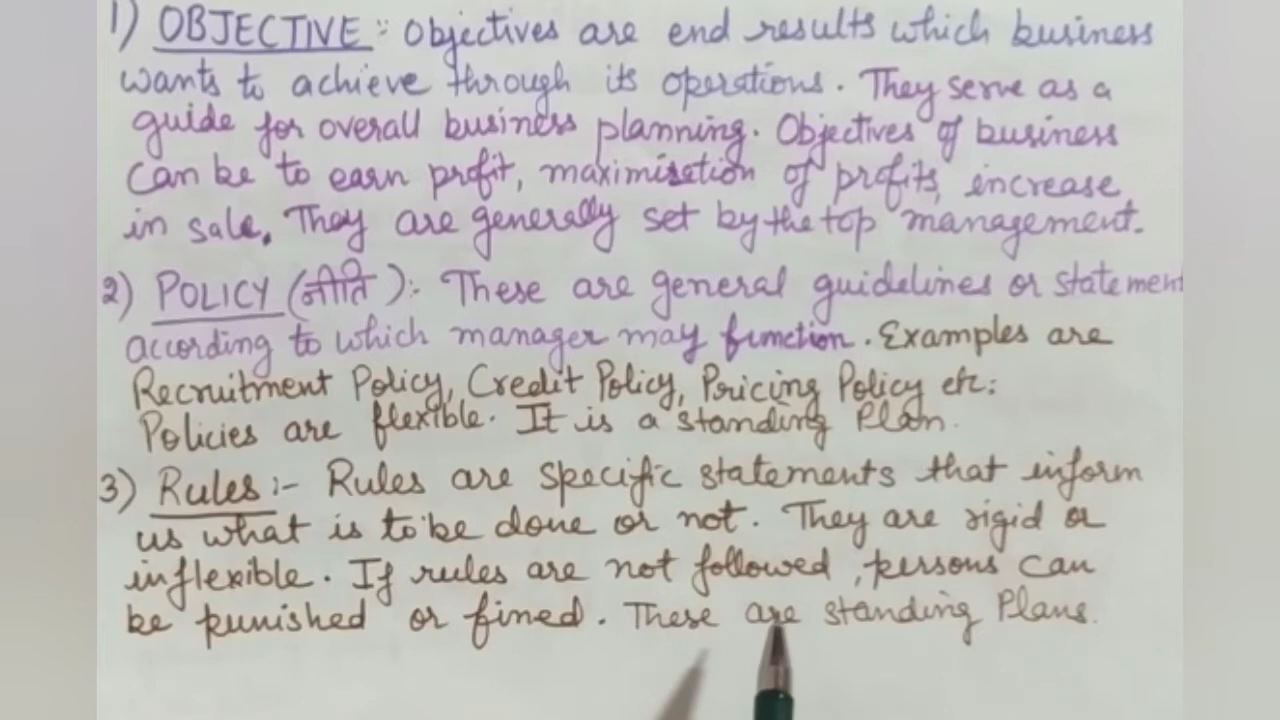 1) OBJECTIVE :- Objectives are end results which business
wants to achieve through its operations. They serve as a
guide for overall business planning. Objectives of business
can be to earn profit, maximisation of profits, increase
in sale. They are generally set by the top management.
2) POLICY (नीति ):- These are general guidelines or statement
according to which manager may function. Examples are
Recruitment Policy, Credit Policy, Pricing Policy etc:
Policies are flexible. It is a standing Plan.
3) Rules :- Rules are specific statements that inform
us what is to be done or not. They are rigid or
inflexible. If rules are not followed, persons can
be punished or fined. These are standing Plans.